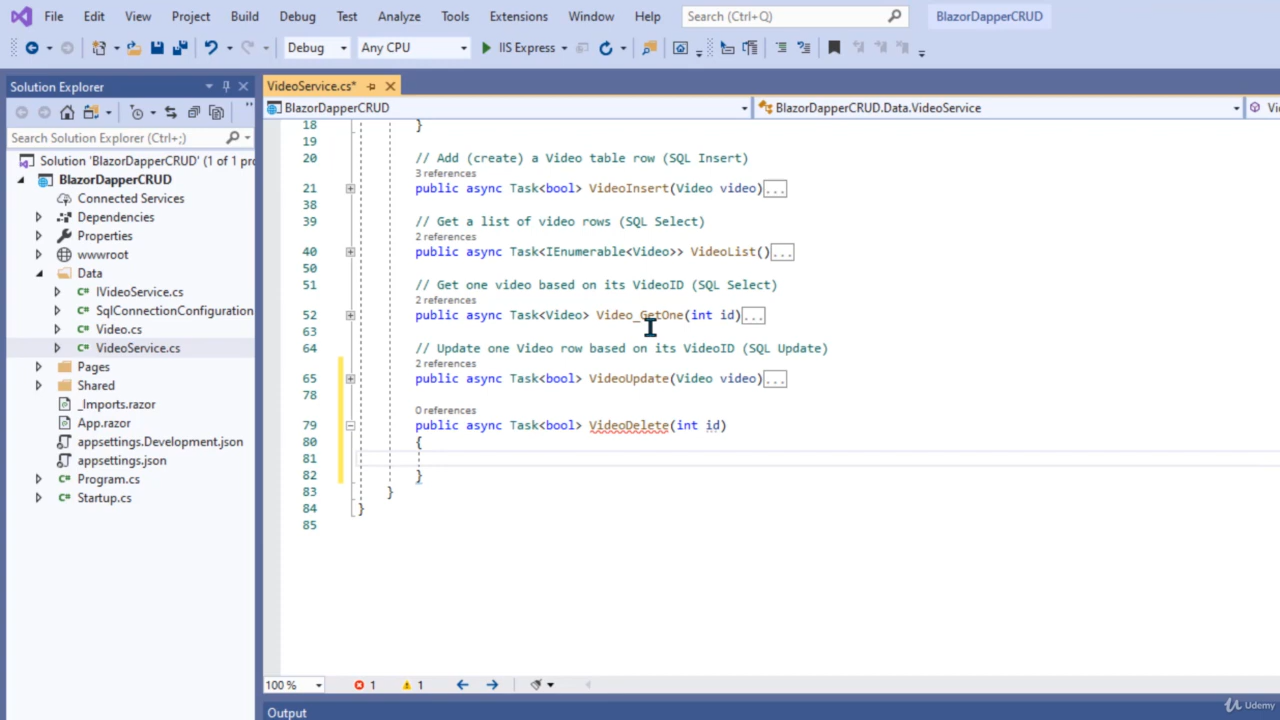 File Edit View Project Build Debug Test Analyze Tools Extensions Window Help Search (Ctrl+Q) BlazorDapperCRUD
Debug Any CPU IIS Express
Solution Explorer
Search Solution Explorer (Ctrl+;)
Solution 'BlazorDapperCRUD' (1 of 1 pro
BlazorDapperCRUD
Connected Services
Dependencies
Properties
wwwroot
Data
IVideoService.cs
SqlConnectionConfiguration
Video.cs
VideoService.cs
Pages
Shared
_Imports.razor
App.razor
appsettings.Development.json
appsettings.json
Program.cs
Startup.cs
VideoService.cs*
BlazorDapperCRUD BlazorDapperCRUD.Data.VideoService Vi
18 }
19
20 // Add (create) a Video table row (SQL Insert)
3 references
21 public async Task<bool> VideoInsert(Video video)...
38
39 // Get a list of video rows (SQL Select)
2 references
40 public async Task<IEnumerable<Video>> VideoList()...
50
51 // Get one video based on its VideoID (SQL Select)
2 references
52 public async Task<Video> Video_GetOne(int id)...
63
64 // Update one Video row based on its VideoID (SQL Update)
2 references
65 public async Task<bool> VideoUpdate(Video video)...
78
0 references
79 public async Task<bool> VideoDelete(int id)
80 {
81
82 }
83 }
84 }
85
100 % 1 1
Output
Udemy